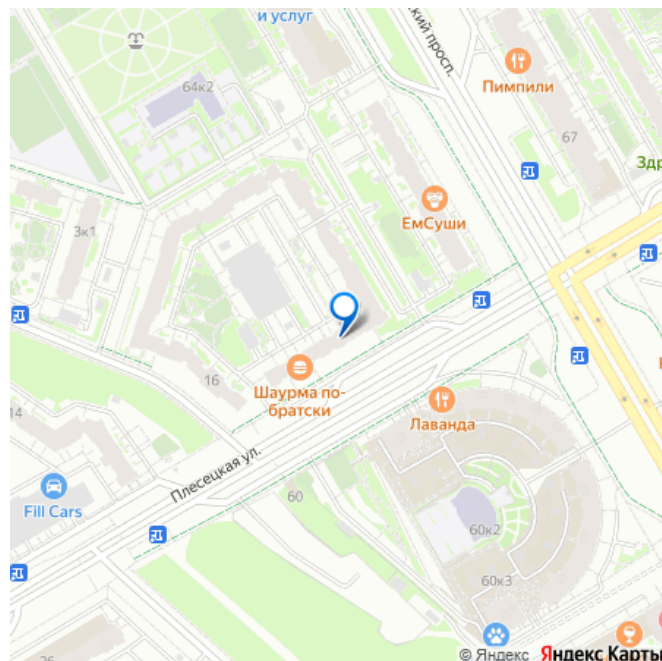 и услуг
ский просп.
64к2
Пимпили
67
Здр
ЕмСуши
3к1
16
Шаурма по-
братски
14
Лаванда
Плесецкая ул.
Fill Cars
60
60к2
60к3
26
© Яндекс Яндекс Карты